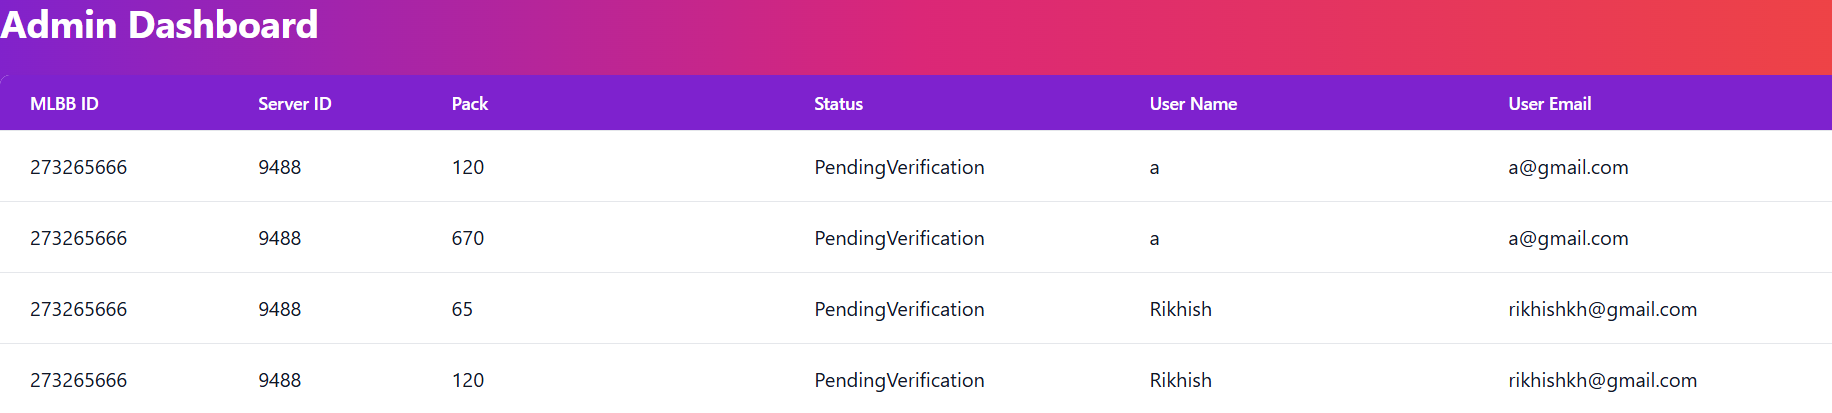 Admin Dashboard
MLBB ID Server ID Pack Status User Name User Email
273265666 9488 120 PendingVerification a a@gmail.com
273265666 9488 670 PendingVerification a a@gmail.com
273265666 9488 65 PendingVerification Rikhish rikhishkh@gmail.com
273265666 9488 120 PendingVerification Rikhish rikhishkh@gmail.com